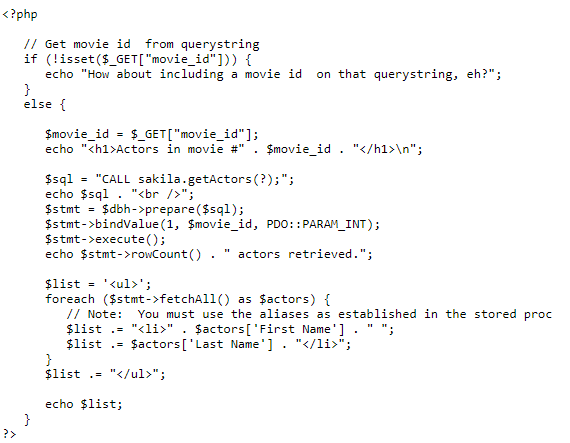 <?php
// Get movie id  from querystring
if (!isset($_GET["movie_id"])) {
echo "How about including a movie id  on that querystring, eh?";
}
else {
$movie_id = $_GET["movie_id"];
echo "<h1>Actors in movie #" . $movie_id . "</h1>\n";
$sql = "CALL sakila.getActors(?);";
echo $sql . "<br />";
$stmt = $dbh->prepare($sql);
$stmt->bindValue(1, $movie_id, PDO::PARAM_INT);
$stmt->execute();
echo $stmt->rowCount() . " actors retrieved.";
$list = '<ul>';
foreach ($stmt->fetchAll() as $actors) {
// Note:  You must use the aliases as established in the stored proc
$list .= "<li>" . $actors['First Name'] . " ";
$list .= $actors['Last Name'] . "</li>";
}
$list .= "</ul>";
echo $list;
}
?>